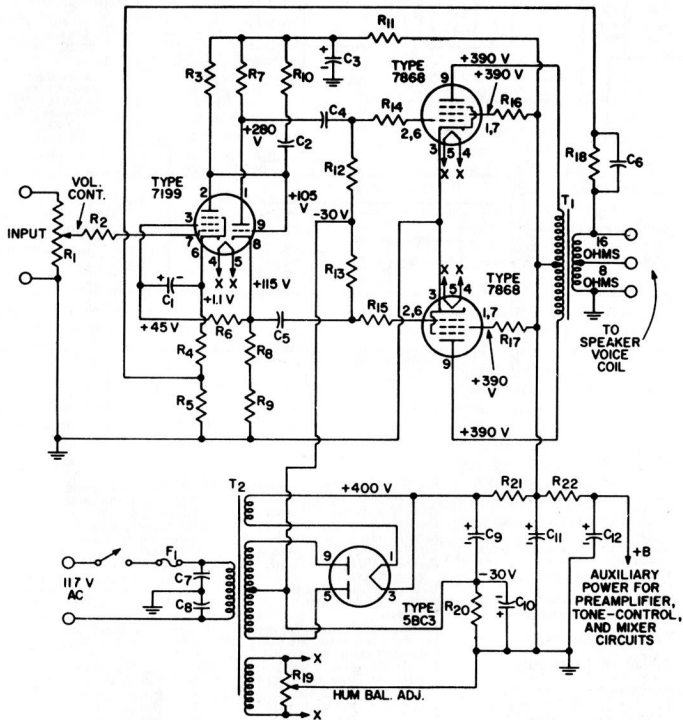 R11
R3
R7
R10
+ C3
-
TYPE
7868
+390 V
+390 V
9
C4
R14
R16
2,6
1,7
3
5
4
X X
+280
V
C2
R12
R18
C6
VOL.
CONT.
TYPE
7199
2
1
+105
V
-30V
T1
INPUT
R1
R2
3
7
6
9
8
4
5
X X
16
OHMS
8
OHMS
+ -
C1
+1.1 V
+115 V
R13
X X
3
5
4
TYPE
7868
+45 V
R6
C5
R15
2,6
1,7
R17
9
TO
SPEAKER
VOICE
COIL
R4
R8
R5
R9
+390
V
+390 V
T2
+400 V
R21
R22
117 V
AC
F1
C7
C8
9
1
5
3
TYPE
5BC3
+
-
C9
+
-
C11
+
-
C12
+B
-30V
R20
-
+
C10
AUXILIARY
POWER FOR
PREAMPLIFIER,
TONE-CONTROL,
AND MIXER
CIRCUITS
X
R19
HUM BAL. ADJ.
X